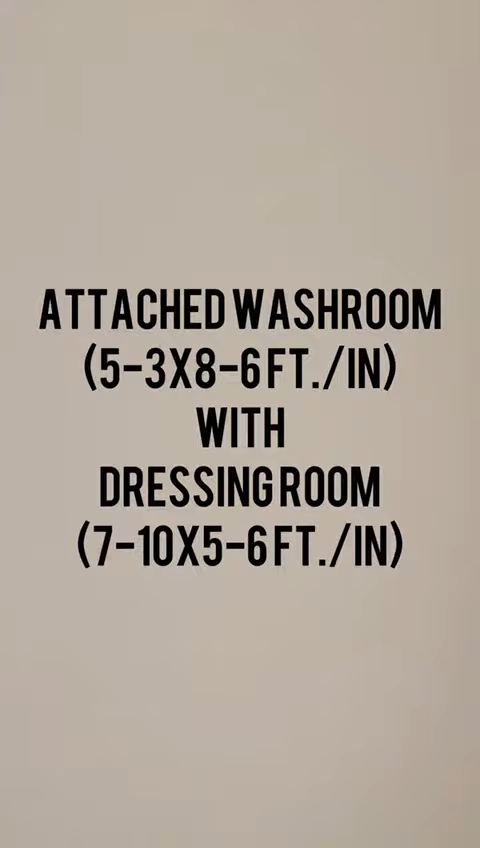 ATTACHED WASHROOM
(5-3X8-6FT./IN)
WITH
DRESSING ROOM
(7-10X5-6FT./IN)